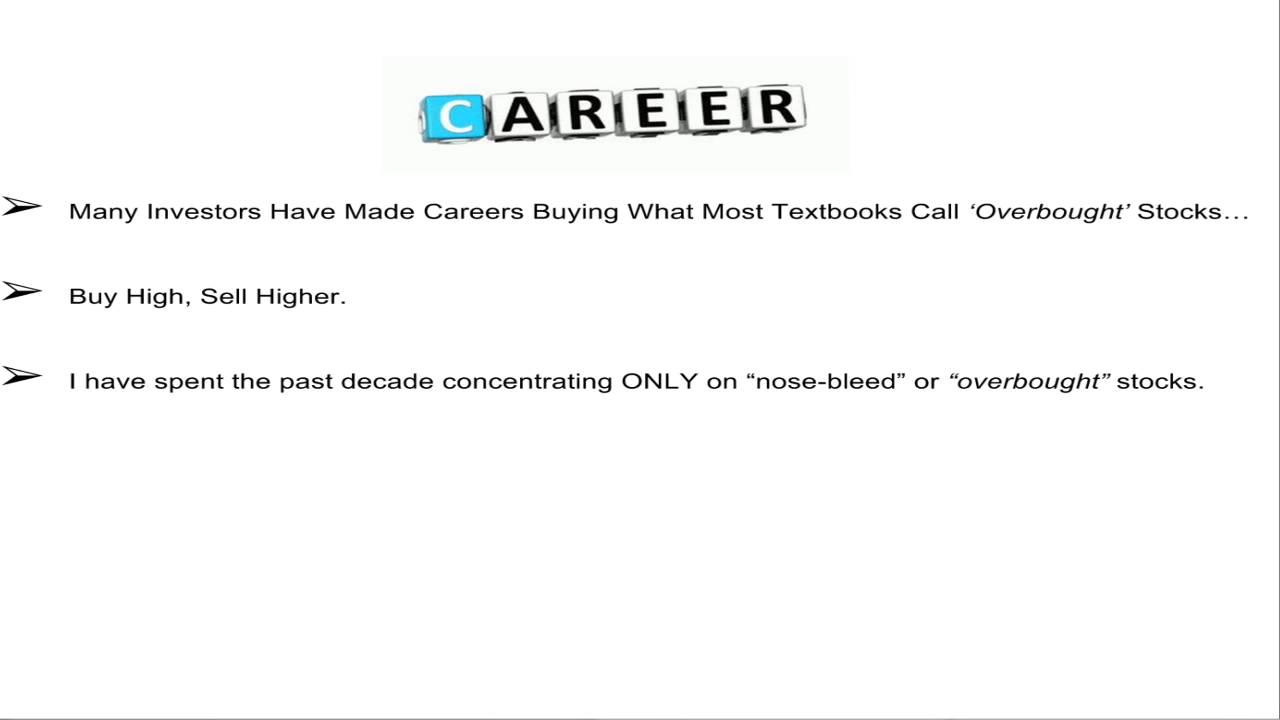 CAREER
➢ Many Investors Have Made Careers Buying What Most Textbooks Call ‘Overbought’ Stocks…
➢ Buy High, Sell Higher.
➢ I have spent the past decade concentrating ONLY on “nose-bleed” or “overbought” stocks.